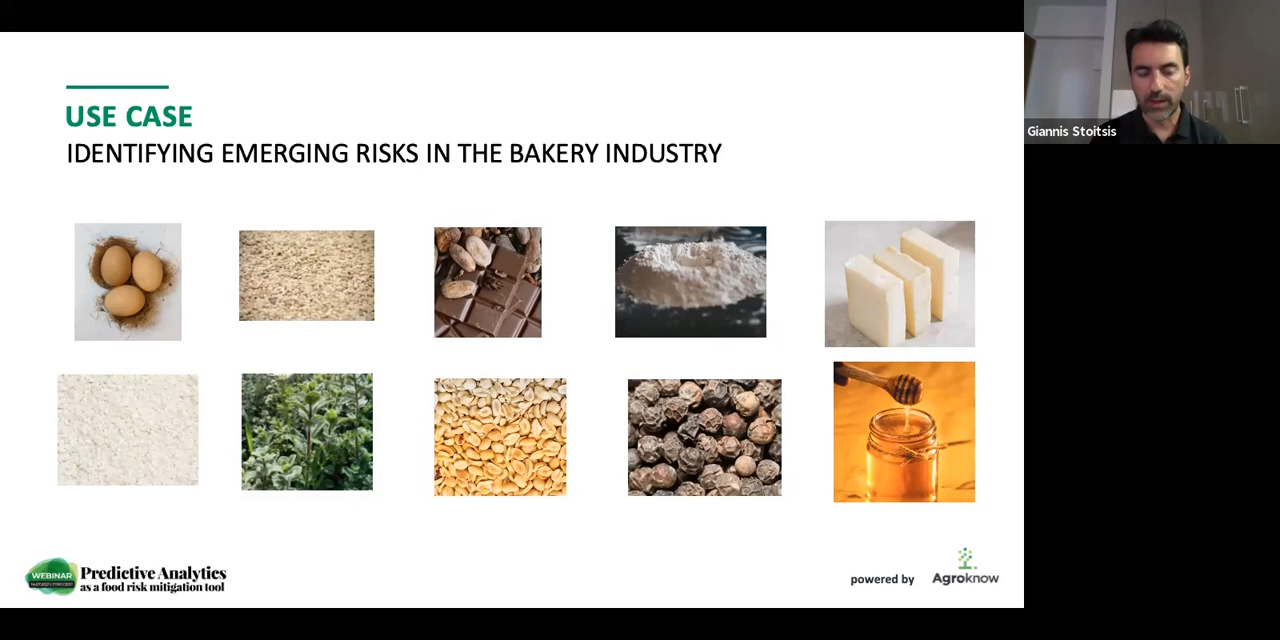 USE CASE
IDENTIFYING EMERGING RISKS IN THE BAKERY INDUSTRY
Giannis Stoitsis
WEBINAR
Predictive Analytics
as a food risk mitigation tool
powered by
Agroknow